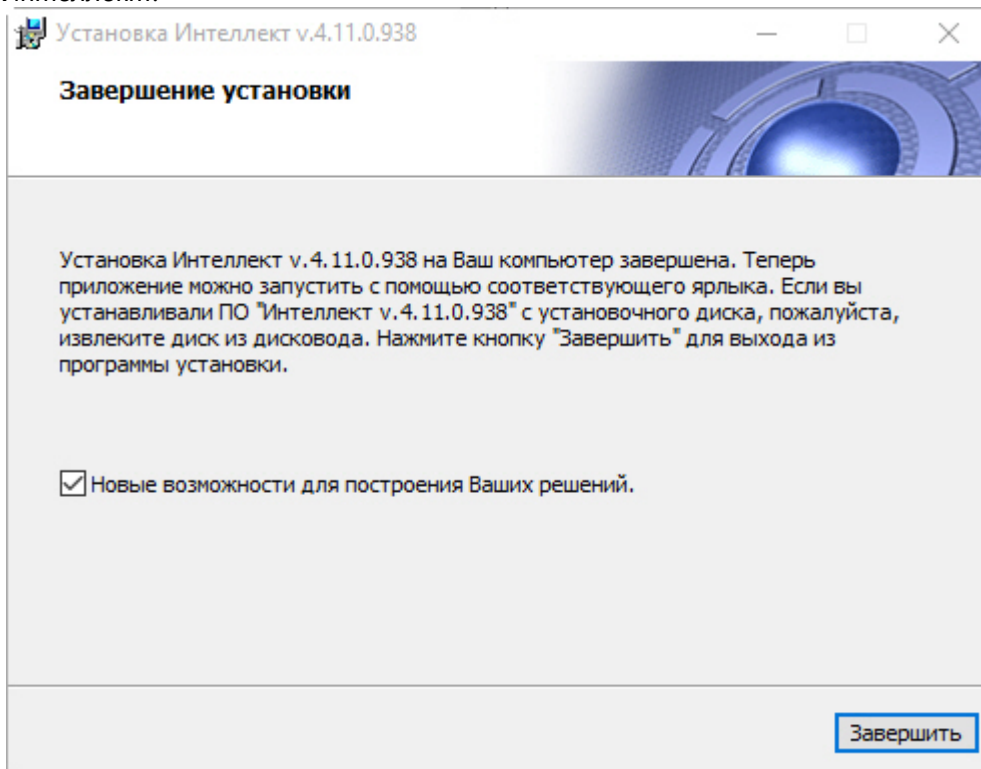 Установка Интеллект v.4.11.0.938
Завершение установки
Установка Интеллект v.4.11.0.938 на Ваш компьютер завершена. Теперь
приложение можно запустить с помощью соответствующего ярлыка. Если вы
устанавливали ПО "Интеллект v.4.11.0.938" с установочного диска, пожалуйста,
извлеките диск из дисковода. Нажмите кнопку "Завершить" для выхода из
программы установки.
Новые возможности для построения Ваших решений.
Завершить